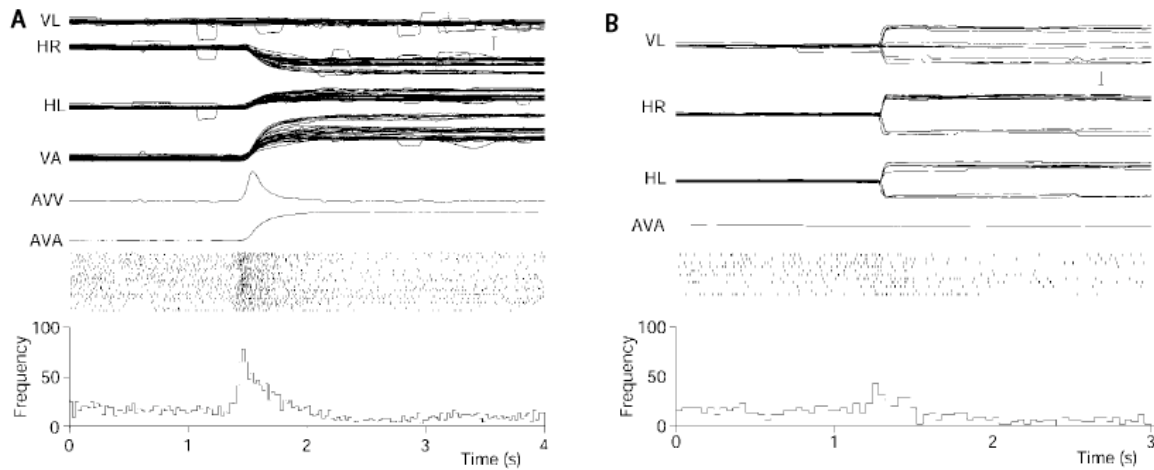 A
VL
HR
HL
VA
AVV
AVA
100
50
0
Frequency
0 1 2 3 4
Time (s)
B
VL
HR
HL
AVA
100
50
0
Frequency
0 1 2 3
Time (s)